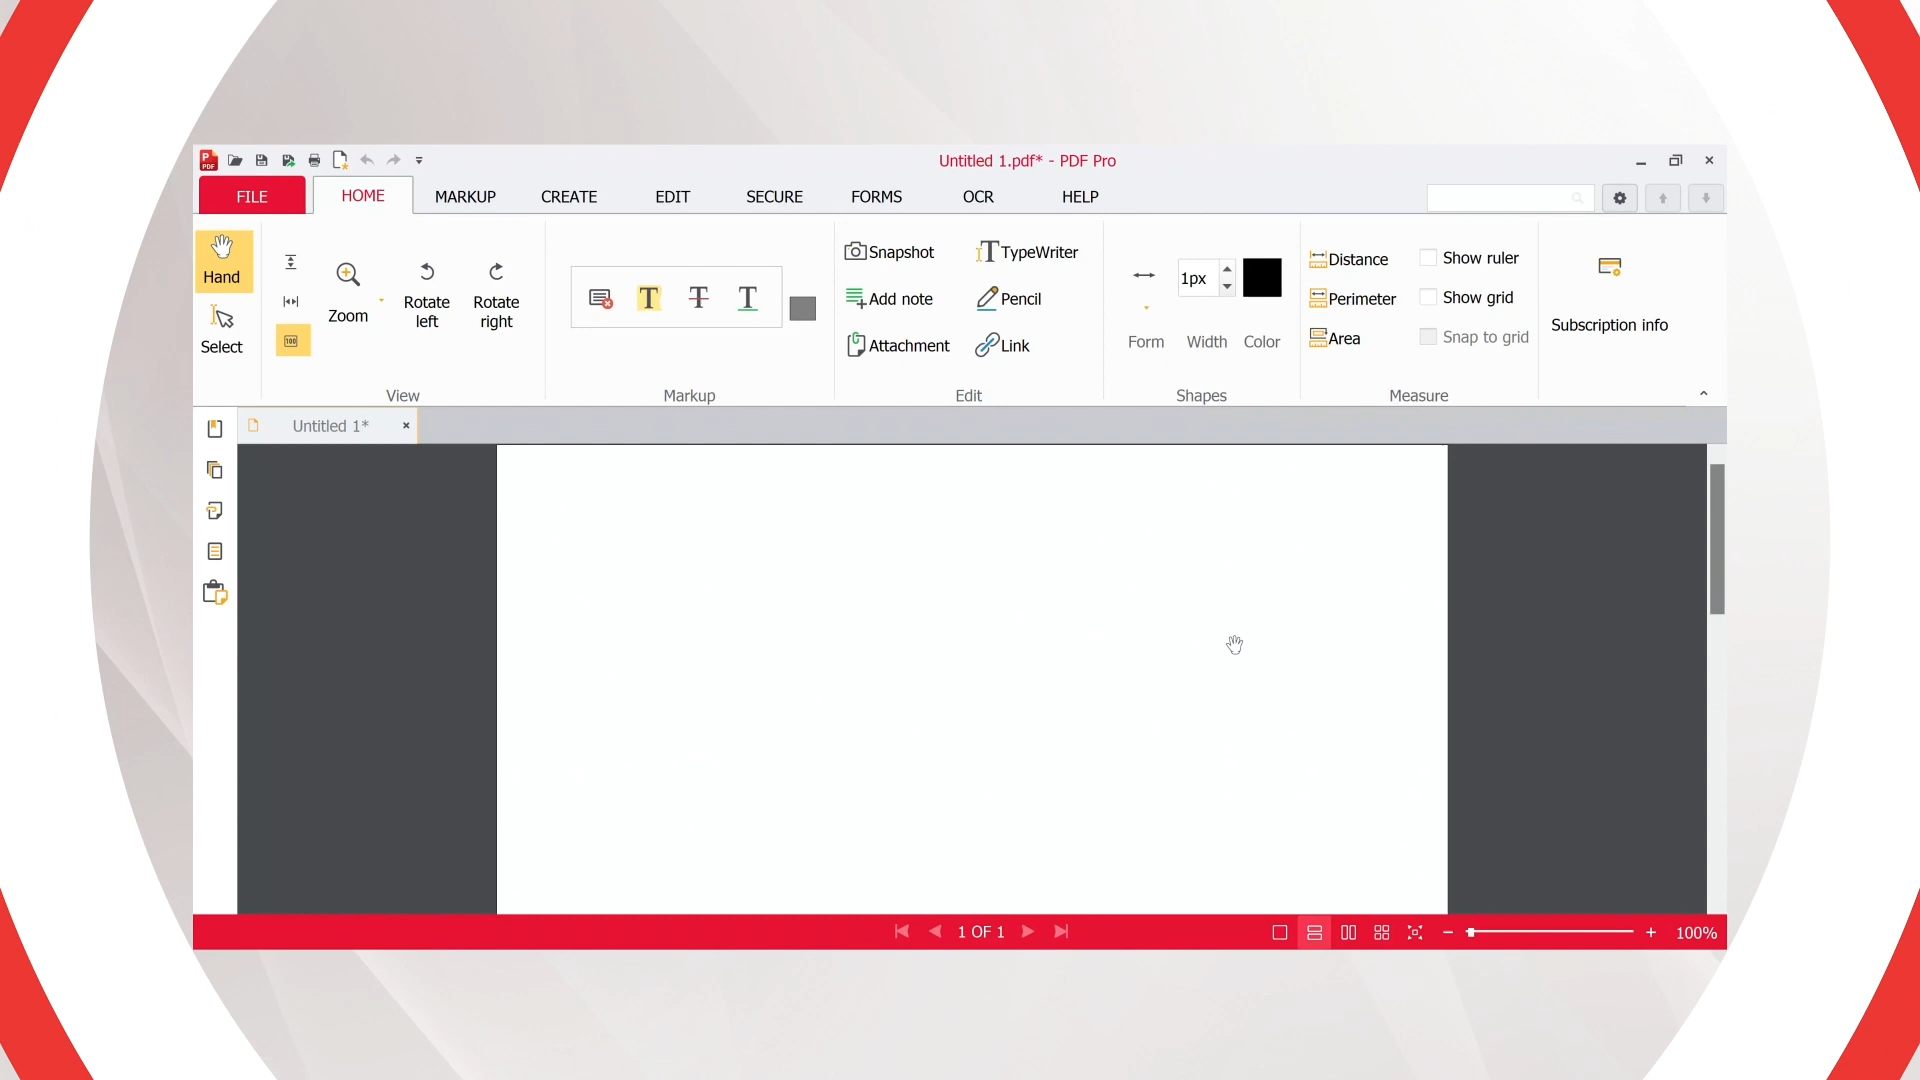 Untitled 1.pdf* - PDF Pro
FILE HOME MARKUP CREATE EDIT SECURE FORMS OCR HELP
Hand
Select
Zoom
Rotate left
Rotate right
View
T T T
Markup
Snapshot
TypeWriter
Add note
Pencil
Attachment
Link
Edit
1px
Form Width Color
Shapes
Distance
Show ruler
Perimeter
Show grid
Area
Snap to grid
Measure
Subscription info
Untitled 1*
1 OF 1
100%